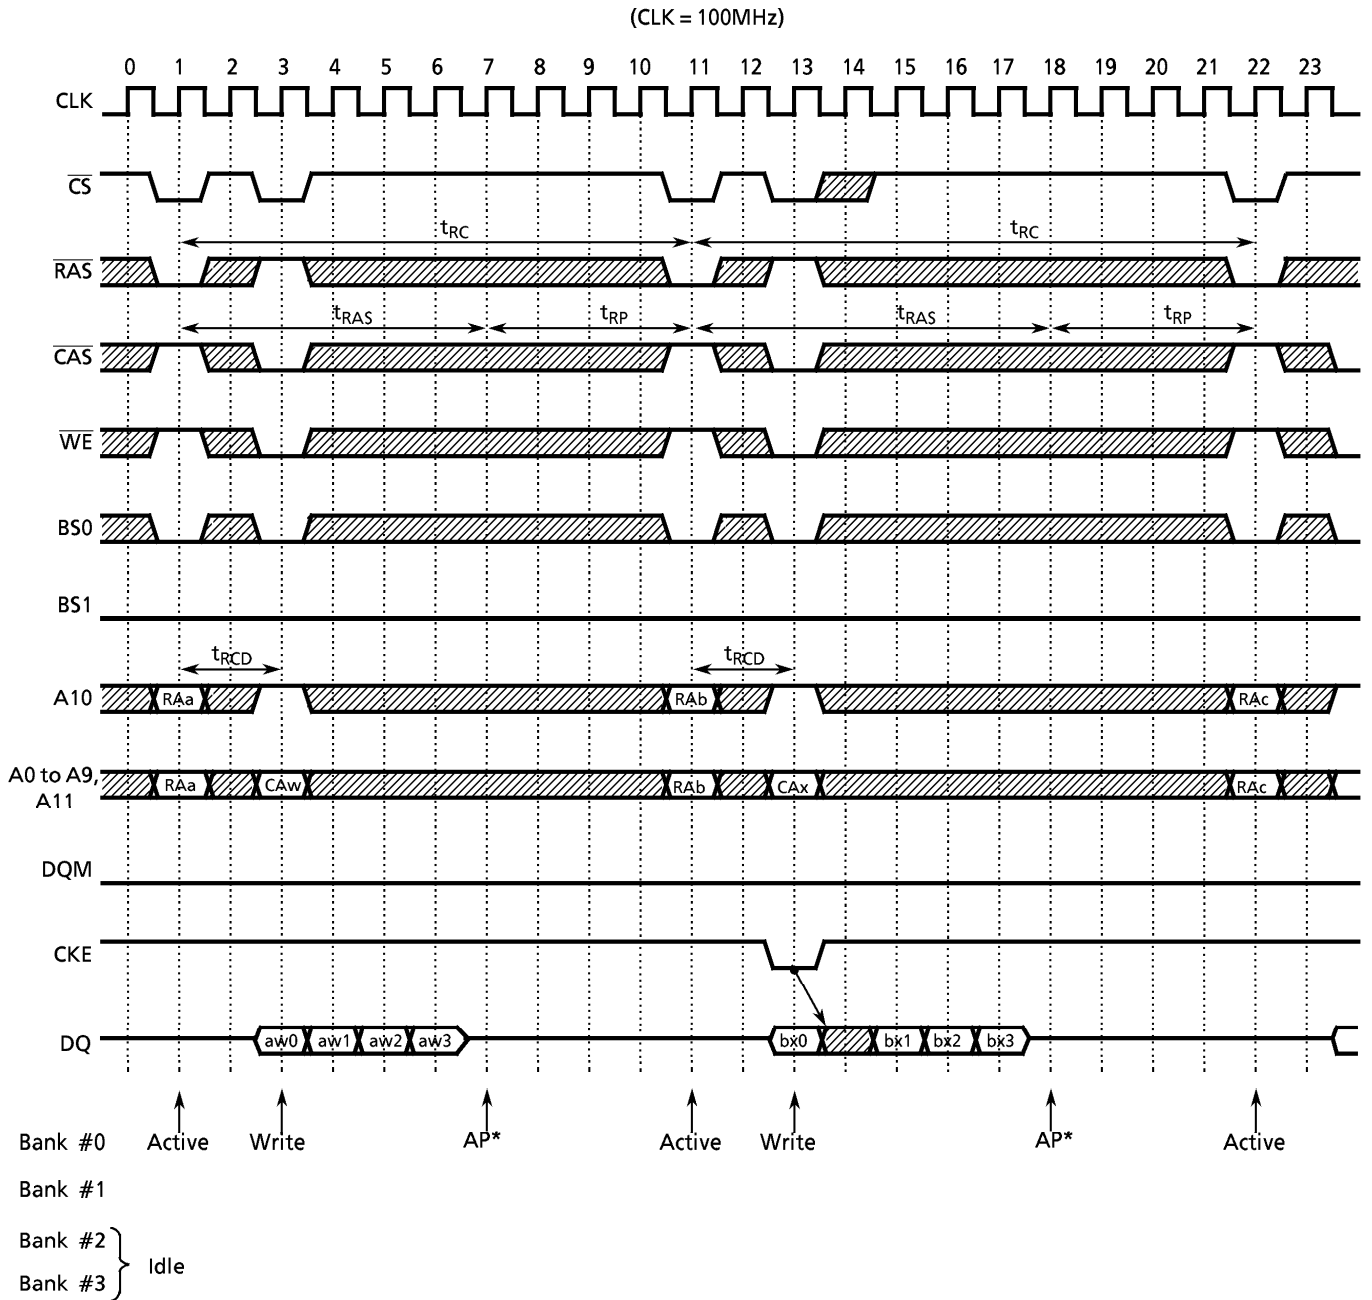 (CLK = 100MHz)
0 1 2 3 4 5 6 7 8 9 10 11 12 13 14 15 16 17 18 19 20 21 22 23
CLK
CS
tRC tRC
RAS
tRAS tRP tRAS tRP
CAS
WE
BS0
BS1
tRCD tRCD
A10 RAa RAb RAc
A0 to A9,
A11
RAa CAw RAb CAx RAc
DQM
CKE
DQ aw0 aw1 aw2 aw3 bx0 bx1 bx2 bx3
Bank #0 Active Write AP* Active Write AP* Active
Bank #1
Bank #2
Idle
Bank #3